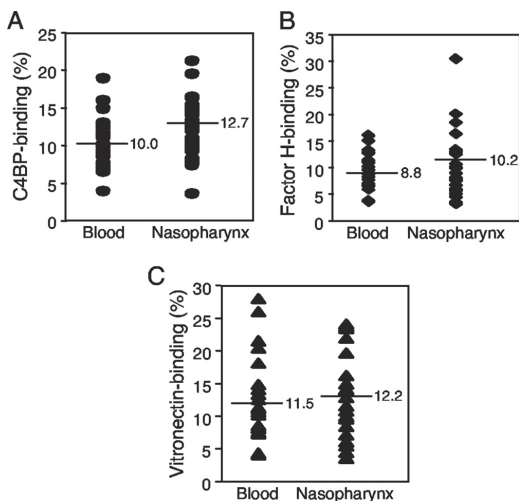 A
C4BP-binding (%)
25
20
15
10
5
0
10.0
12.7
Blood
Nasopharynx
B
Factor H-binding (%)
35
30
25
20
15
10
5
0
8.8
10.2
Blood
Nasopharynx
C
Vitronectin-binding (%)
30
25
20
15
10
5
0
11.5
12.2
Blood
Nasopharynx